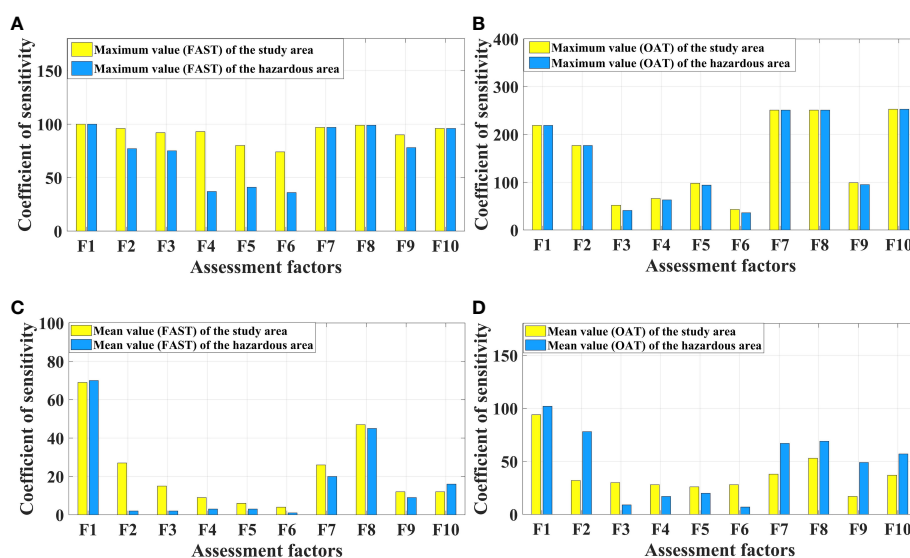 A
Maximum value (FAST) of the study area
Maximum value (FAST) of the hazardous area
Coefficient of sensitivity
150
100
50
0
F1 F2 F3 F4 F5 F6 F7 F8 F9 F10
Assessment factors
B
Maximum value (OAT) of the study area
Maximum value (OAT) of the hazardous area
Coefficient of sensitivity
400
300
200
100
0
F1 F2 F3 F4 F5 F6 F7 F8 F9 F10
Assessment factors
C
Mean value (FAST) of the study area
Mean value (FAST) of the hazardous area
Coefficient of sensitivity
100
80
60
40
20
0
F1 F2 F3 F4 F5 F6 F7 F8 F9 F10
Assessment factors
D
Mean value (OAT) of the study area
Mean value (OAT) of the hazardous area
Coefficient of sensitivity
150
100
50
0
F1 F2 F3 F4 F5 F6 F7 F8 F9 F10
Assessment factors